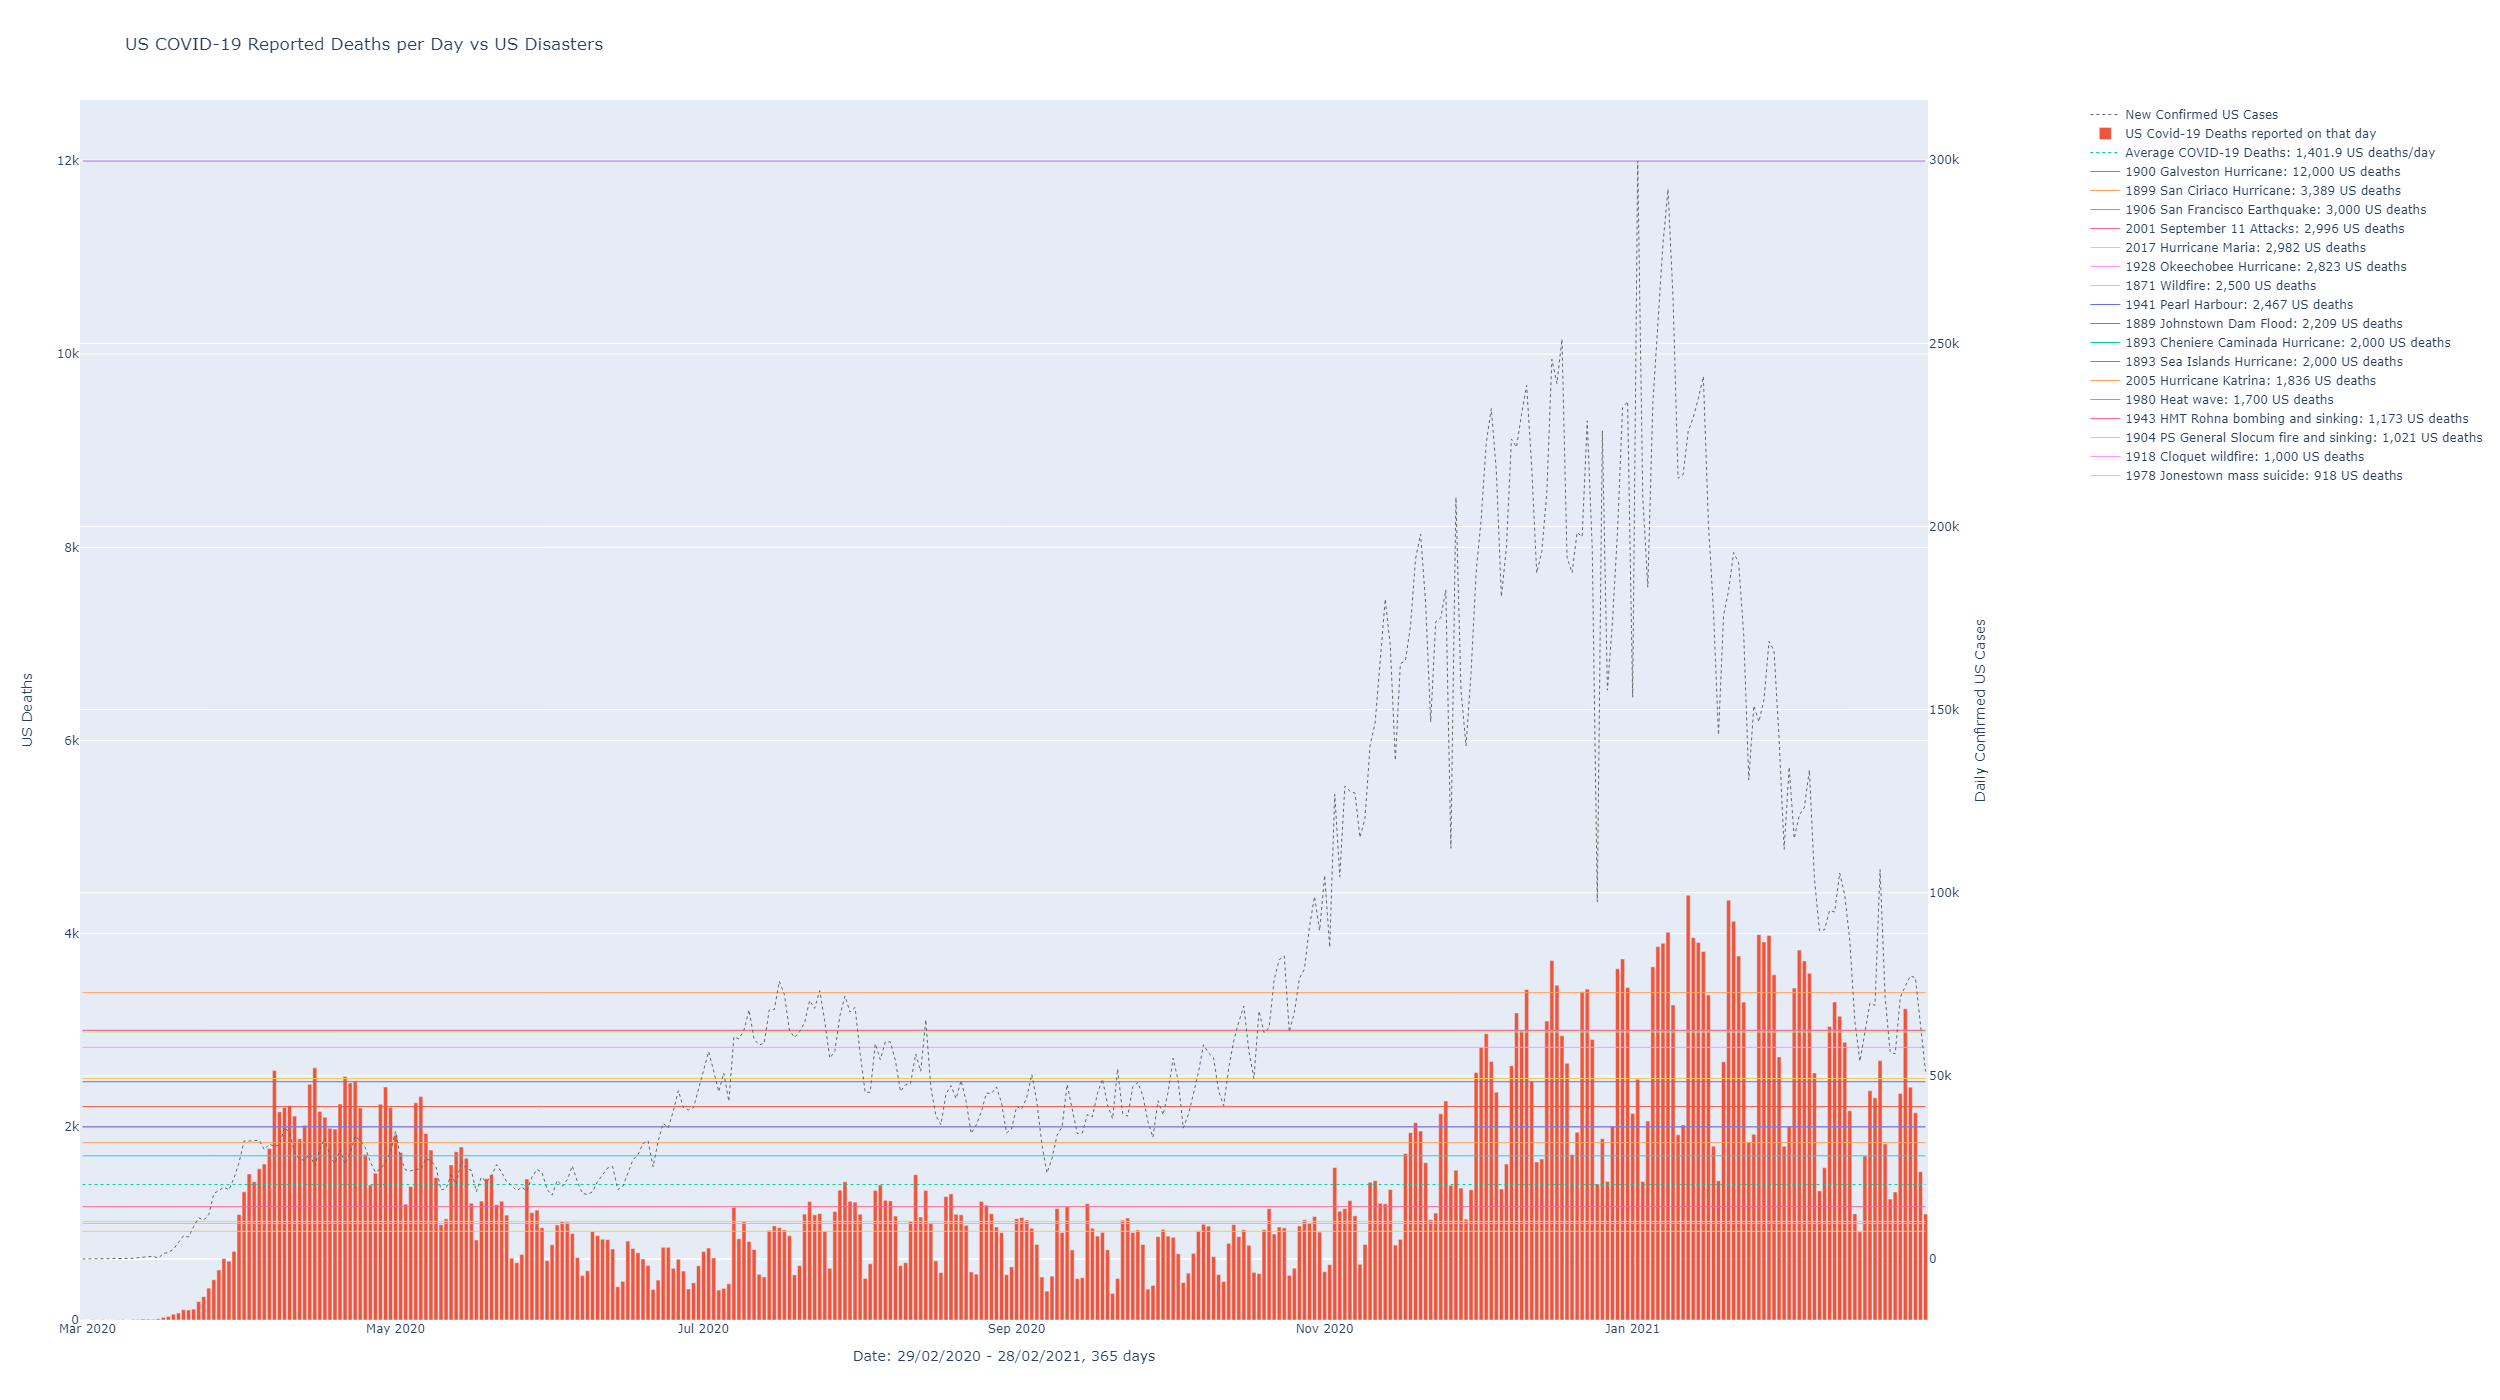 US COVID-19 Reported Deaths per Day vs US Disasters
New Confirmed US Cases
US Covid-19 Deaths reported on that day
Average COVID-19 Deaths: 1,401.9 US deaths/day
1900 Galveston Hurricane: 12,000 US deaths
1899 San Ciriaco Hurricane: 3,389 US deaths
1906 San Francisco Earthquake: 3,000 US deaths
2001 September 11 Attacks: 2,996 US deaths
2017 Hurricane Maria: 2,982 US deaths
1928 Okeechobee Hurricane: 2,823 US deaths
1871 Wildfire: 2,500 US deaths
1941 Pearl Harbour: 2,467 US deaths
1889 Johnstown Dam Flood: 2,209 US deaths
1893 Cheniere Caminada Hurricane: 2,000 US deaths
1893 Sea Islands Hurricane: 2,000 US deaths
2005 Hurricane Katrina: 1,836 US deaths
1980 Heat wave: 1,700 US deaths
1943 HMT Rohna bombing and sinking: 1,173 US deaths
1904 PS General Slocum fire and sinking: 1,021 US deaths
1918 Cloquet wildfire: 1,000 US deaths
1978 Jonestown mass suicide: 918 US deaths
US Deaths
12k
10k
8k
6k
4k
2k
0
300k
250k
200k
150k
100k
50k
0
Daily Confirmed US Cases
Mar 2020
May 2020
Jul 2020
Sep 2020
Nov 2020
Jan 2021
Date: 29/02/2020 - 28/02/2021, 365 days